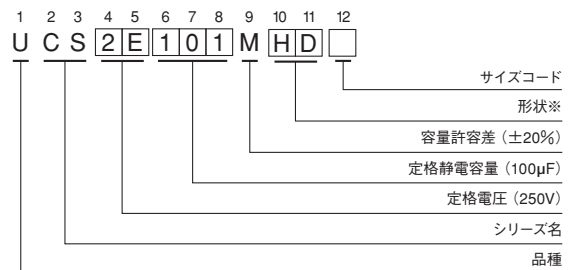 1 2 3 4 5 6 7 8 9 10 11 12
U C S 2 E 1 0 1 M H D
サイズコード
形状※
容量許容差（±20%）
定格静電容量（100µF）
定格電圧（250V）
シリーズ名
品種